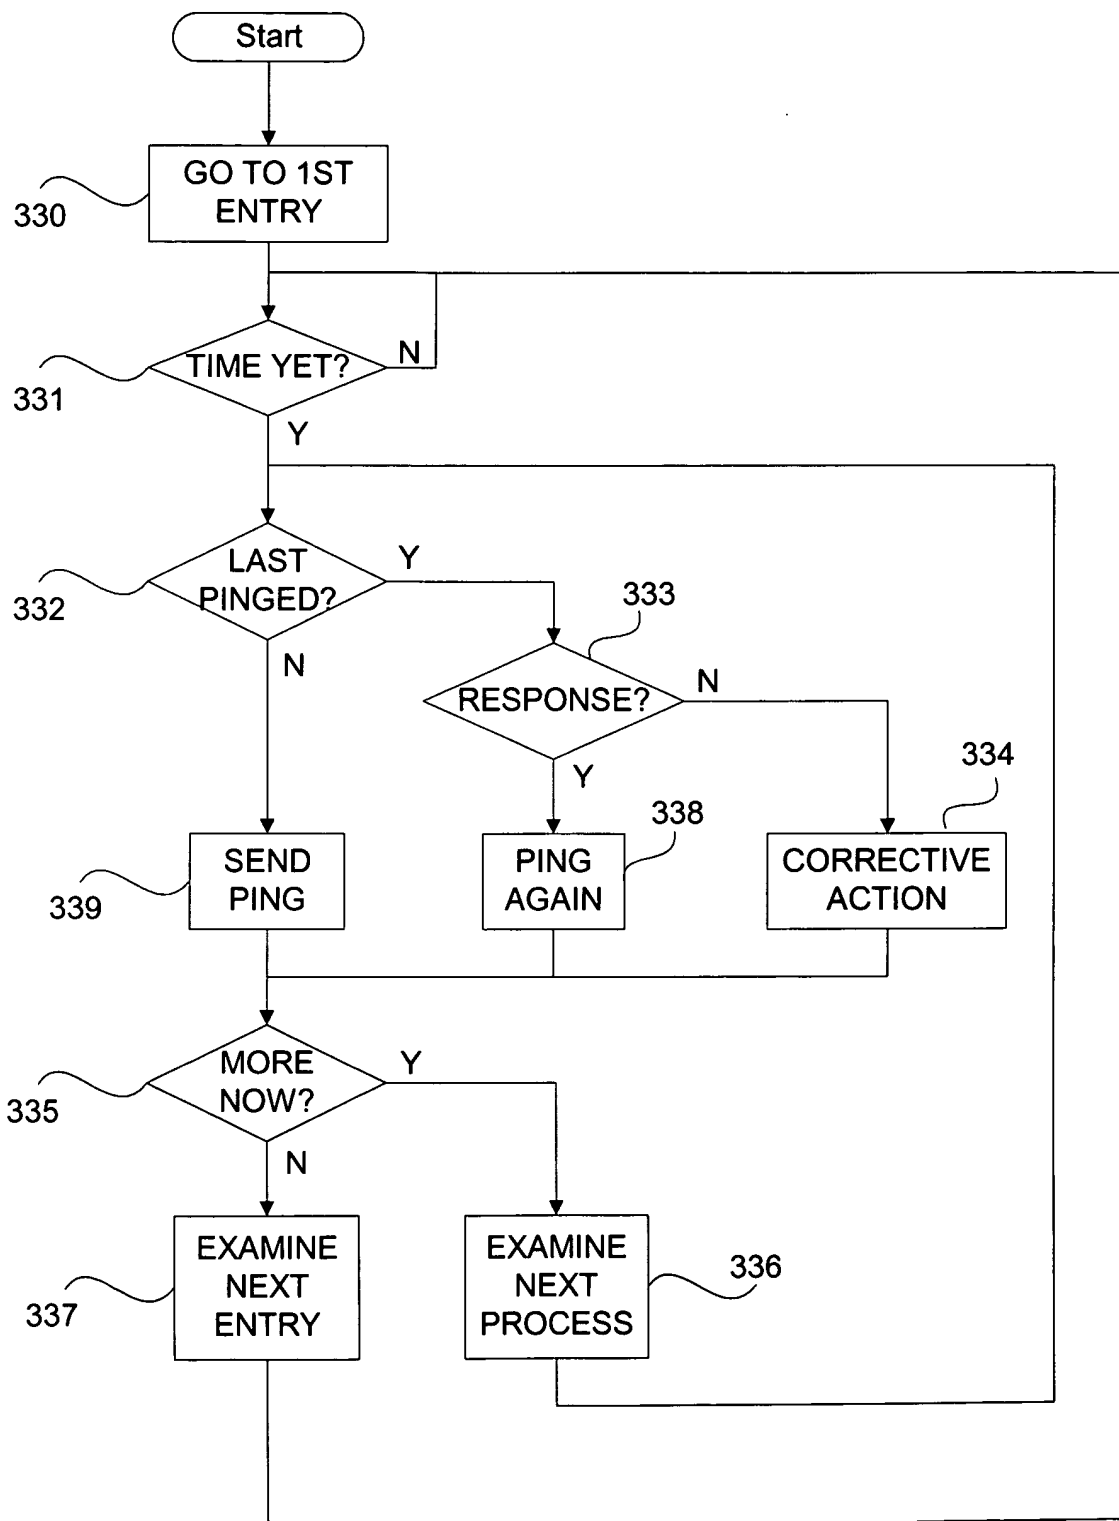 Start
GO TO 1ST
ENTRY
330
TIME YET?
N
331
Y
LAST
PINGED?
Y
332
N
333
RESPONSE?
N
Y
334
338
SEND
PING
339
PING
AGAIN
CORRECTIVE
ACTION
MORE
NOW?
Y
335
N
EXAMINE
NEXT
ENTRY
337
EXAMINE
NEXT
PROCESS
336